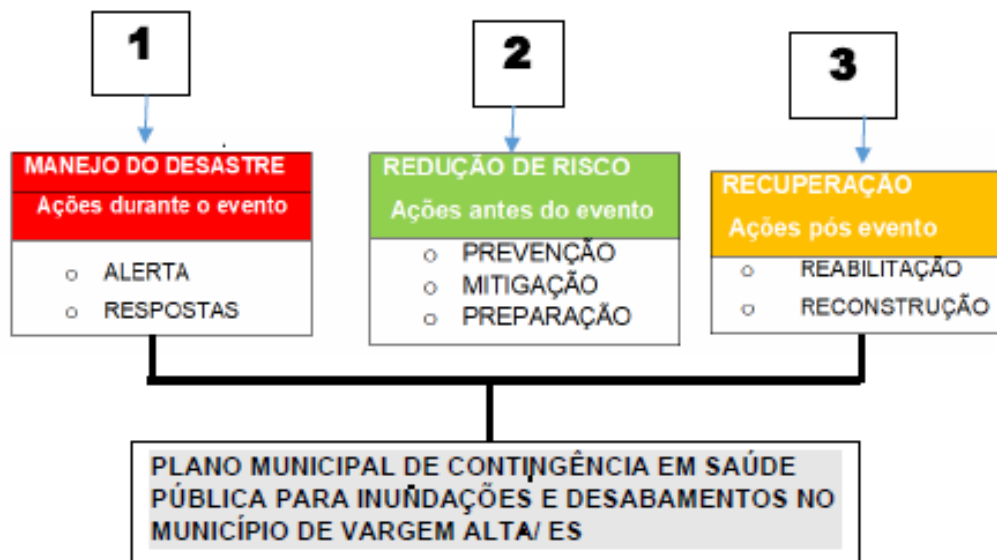 1
MANEJO DO DESASTRE
Ações durante o evento
o ALERTA
o RESPOSTAS
2
REDUÇÃO DE RISCO
Ações antes do evento
o PREVENÇÃO
o MITIGAÇÃO
o PREPARAÇÃO
3
RECUPERAÇÃO
Ações pós evento
o REABILITAÇÃO
o RECONSTRUÇÃO
PLANO MUNICIPAL DE CONTINGÊNCIA EM SAÚDE
PÚBLICA PARA INUNDAÇÕES E DESABAMENTOS NO
MUNICÍPIO DE VARGEM ALTA/ ES